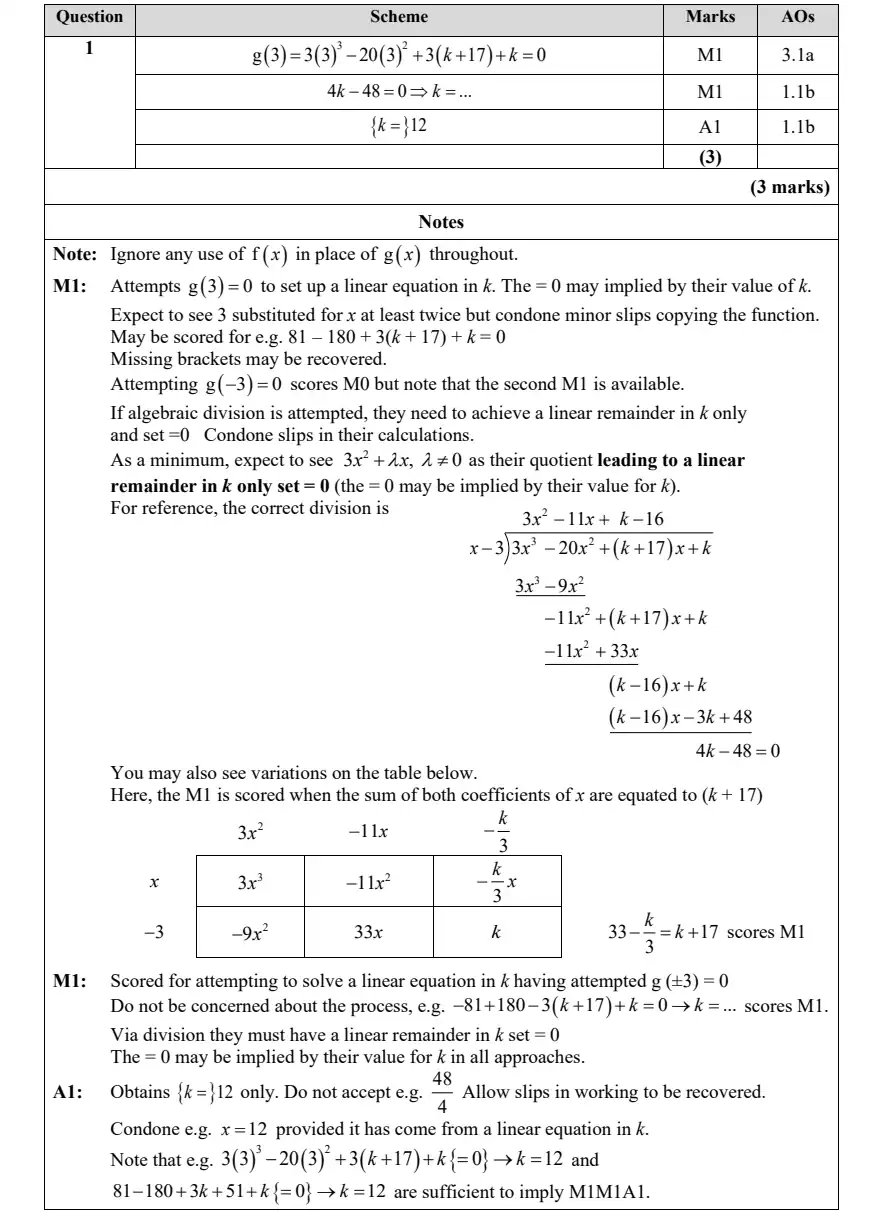 Question Scheme Marks AOs
1 g(3) = 3(3)³ − 20(3)² + 3(k + 17) + k = 0 M1 3.1a
4k − 48 = 0 ⇒ k = ... M1 1.1b
{k =}12 A1 1.1b
(3)
(3 marks)
Notes
Note: Ignore any use of f(x) in place of g(x) throughout.
M1: Attempts g(3) = 0 to set up a linear equation in k. The = 0 may implied by their value of k.
Expect to see 3 substituted for x at least twice but condone minor slips copying the function.
May be scored for e.g. 81 – 180 + 3(k + 17) + k = 0
Missing brackets may be recovered.
Attempting g(−3) = 0 scores M0 but note that the second M1 is available.
If algebraic division is attempted, they need to achieve a linear remainder in k only
and set =0 Condone slips in their calculations.
As a minimum, expect to see 3x² + λx, λ ≠ 0 as their quotient leading to a linear
remainder in k only set = 0 (the = 0 may be implied by their value for k).
For reference, the correct division is
3x² − 11x + k − 16
x − 3)3x³ − 20x² + (k + 17)x + k
3x³ − 9x²
−11x² + (k + 17)x + k
−11x² + 33x
(k − 16)x + k
(k − 16)x − 3k + 48
4k − 48 = 0
You may also see variations on the table below.
Here, the M1 is scored when the sum of both coefficients of x are equated to (k + 17)
3x² −11x −k/3
x 3x³ −11x² −k/3 x
−3 −9x² 33x k 33 − k/3 = k + 17 scores M1
M1: Scored for attempting to solve a linear equation in k having attempted g (±3) = 0
Do not be concerned about the process, e.g. −81 + 180 − 3(k + 17) + k = 0 → k = ... scores M1.
Via division they must have a linear remainder in k set = 0
The = 0 may be implied by their value for k in all approaches.
A1: Obtains {k =}12 only. Do not accept e.g. 48/4 Allow slips in working to be recovered.
Condone e.g. x = 12 provided it has come from a linear equation in k.
Note that e.g. 3(3)³ − 20(3)² + 3(k + 17) + k{= 0} → k = 12 and
81 − 180 + 3k + 51 + k{= 0} → k = 12 are sufficient to imply M1M1A1.